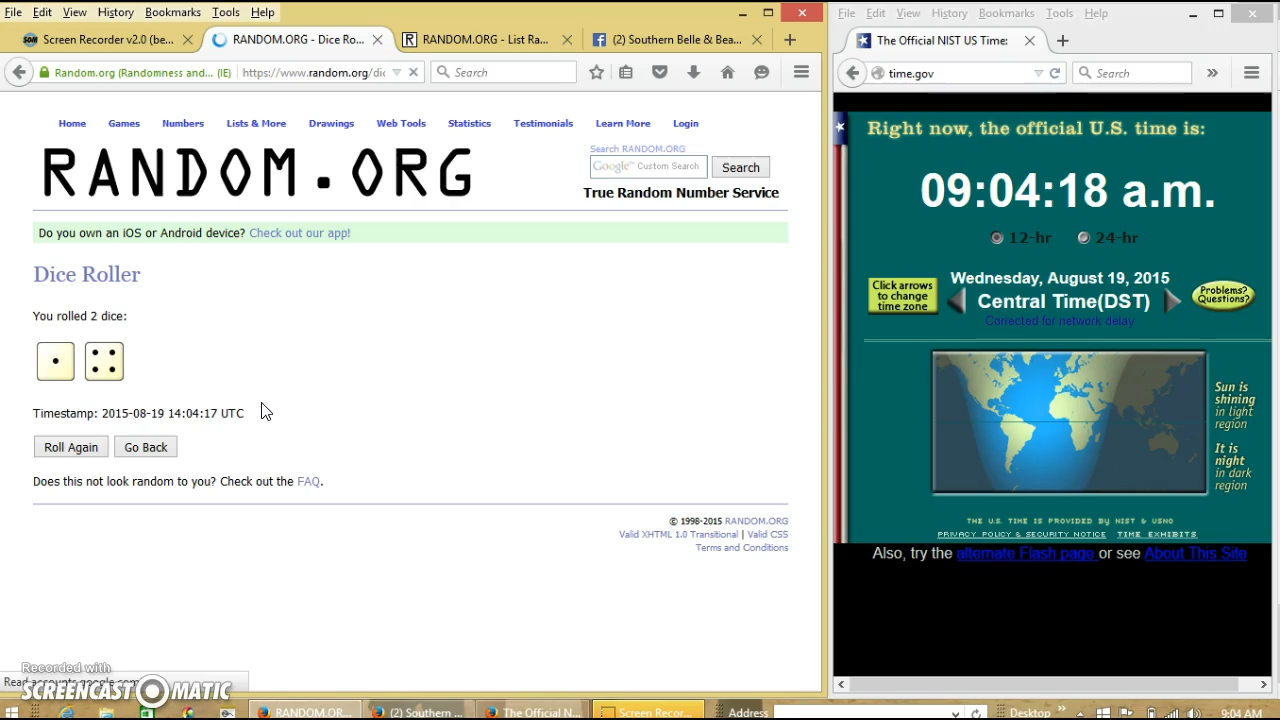 File Edit View History Bookmarks Tools Help
Screen Recorder v2.0 (be...
RANDOM.ORG - Dice Ro...
RANDOM.ORG - List Ra...
(2) Southern Belle & Bea...
Random.org (Randomness and... (IE)
https://www.random.org/dic
Search
Home Games Numbers Lists & More Drawings Web Tools Statistics Testimonials Learn More Login
RANDOM.ORG
Search RANDOM.ORG
Google™ Custom Search
Search
True Random Number Service
Do you own an iOS or Android device? Check out our app!
Dice Roller
You rolled 2 dice:
Timestamp: 2015-08-19 14:04:17 UTC
Roll Again
Go Back
Does this not look random to you? Check out the FAQ.
© 1998-2015 RANDOM.ORG
Valid XHTML 1.0 Transitional | Valid CSS
Terms and Conditions
Recorded with
SCREENCAST MATIC
File Edit View History Bookmarks Tools Help
The Official NIST US Time:
time.gov
Search
Right now, the official U.S. time is:
09:04:18 a.m.
12-hr 24-hr
Click arrows
to change
time zone
Wednesday, August 19, 2015
Central Time(DST)
Corrected for network delay
Problems?
Questions?
Sun is
shining
in light
region
It is
night
in dark
region
THE U.S. TIME IS PROVIDED BY NIST & USNO
PRIVACY POLICY & SECURITY NOTICE TIME EXHIBITS
Also, try the alternate Flash page or see About This Site
RANDOM.OR...
(2) Southern ...
The Official N...
Screen Recor...
Address
Desktop
9:04 AM